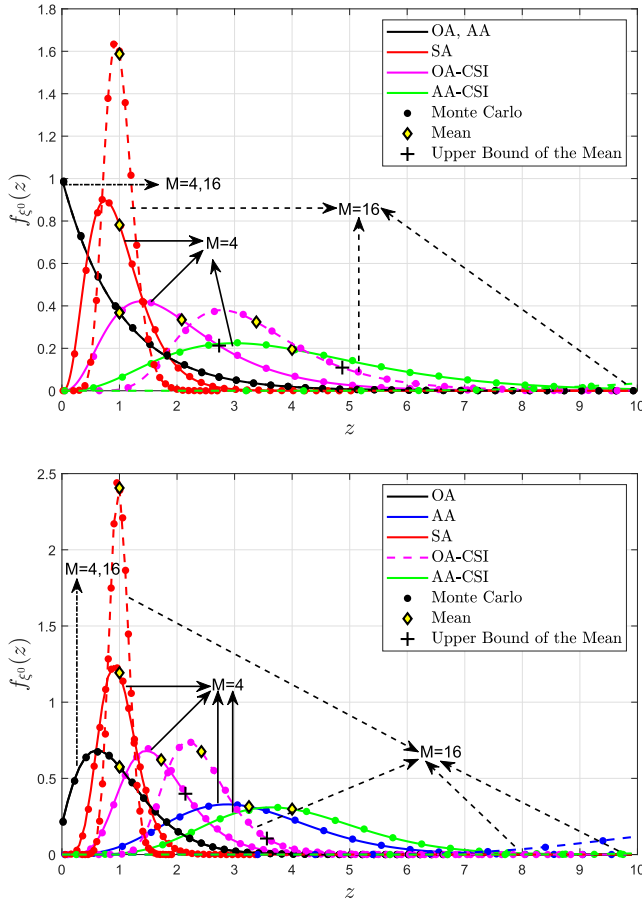 1.8
1.6
1.4
1.2
1
0.8
0.6
0.4
0.2
0
f_{ξ^0}(z)
OA, AA
SA
OA-CSI
AA-CSI
Monte Carlo
Mean
Upper Bound of the Mean
M=4,16
M=16
M=4
0 1 2 3 4 5 6 7 8 9 10
z
2.5
2
1.5
1
0.5
0
f_{ξ^0}(z)
OA
AA
SA
OA-CSI
AA-CSI
Monte Carlo
Mean
Upper Bound of the Mean
M=4,16
M=4
M=16
0 1 2 3 4 5 6 7 8 9 10
z